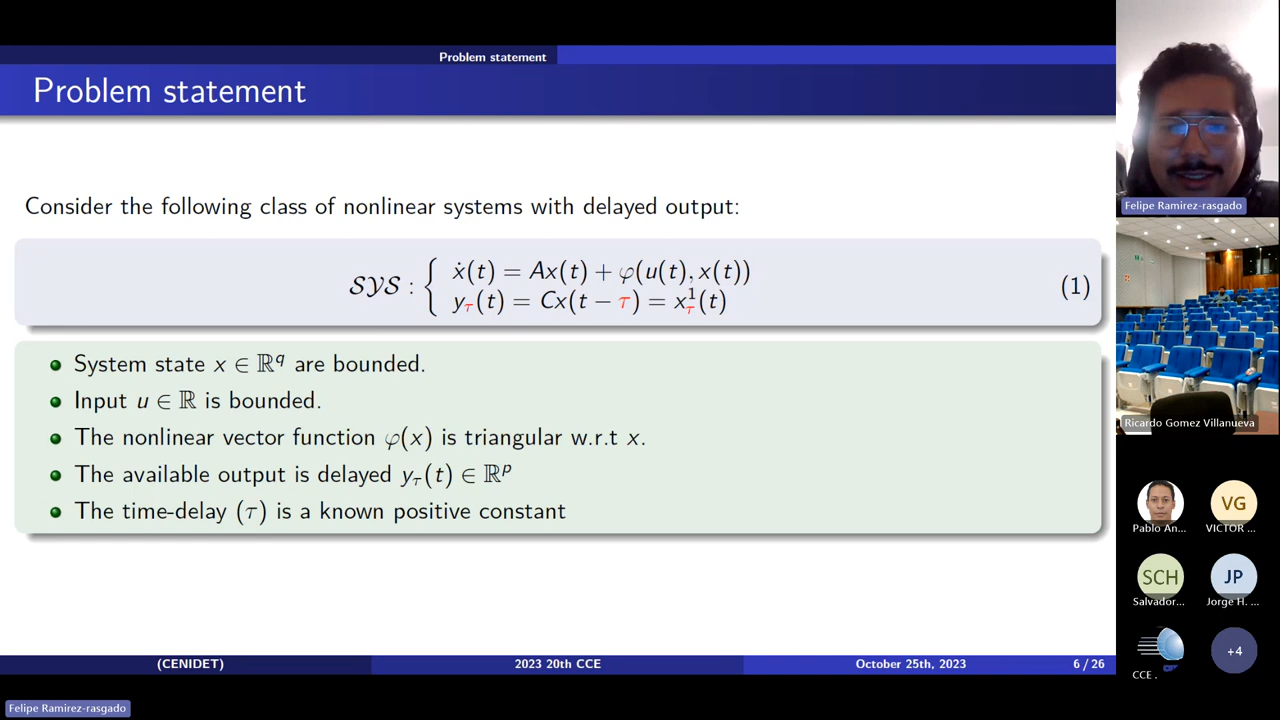 Problem statement
Problem statement
Consider the following class of nonlinear systems with delayed output:
𝒮𝒴𝒮 : { ẋ(t) = Ax(t) + φ(u(t), x(t))
y_τ(t) = Cx(t − τ) = x¹_τ(t)
(1)
System state x ∈ ℝ^q are bounded.
Input u ∈ ℝ is bounded.
The nonlinear vector function φ(x) is triangular w.r.t x.
The available output is delayed y_τ(t) ∈ ℝ^p
The time-delay (τ) is a known positive constant
(CENIDET) 2023 20th CCE October 25th, 2023 6 / 26
Felipe Ramirez-rasgado
Felipe Ramirez-rasgado
Ricardo Gomez Villanueva
VG
Pablo An... VICTOR ...
SCH JP
Salvador... Jorge H. ...
+4
CCE .